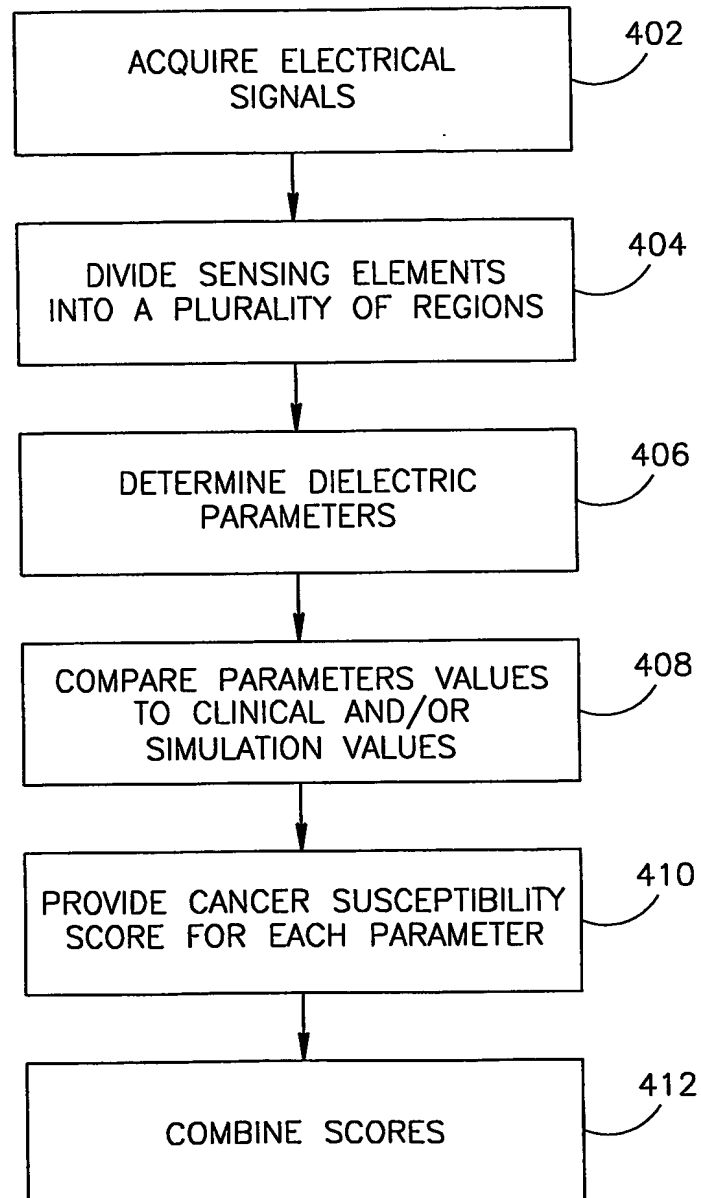 402
ACQUIRE ELECTRICAL
SIGNALS
404
DIVIDE SENSING ELEMENTS
INTO A PLURALITY OF REGIONS
406
DETERMINE DIELECTRIC
PARAMETERS
408
COMPARE PARAMETERS VALUES
TO CLINICAL AND/OR
SIMULATION VALUES
410
PROVIDE CANCER SUSCEPTIBILITY
SCORE FOR EACH PARAMETER
412
COMBINE SCORES